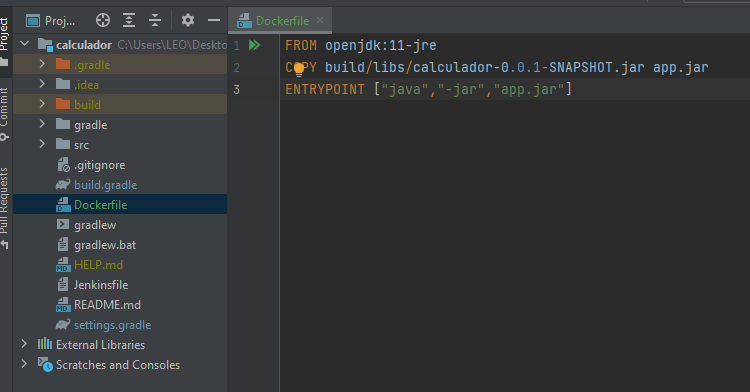 Project
Commit
Pull Requests
Proj...
calculador C:\Users\LEO\Deskto
.gradle
.idea
build
gradle
src
.gitignore
build.gradle
Dockerfile
gradlew
gradlew.bat
HELP.md
Jenkinsfile
README.md
settings.gradle
External Libraries
Scratches and Consoles
Dockerfile
1 FROM openjdk:11-jre
2 COPY build/libs/calculador-0.0.1-SNAPSHOT.jar app.jar
3 ENTRYPOINT ["java","-jar","app.jar"]